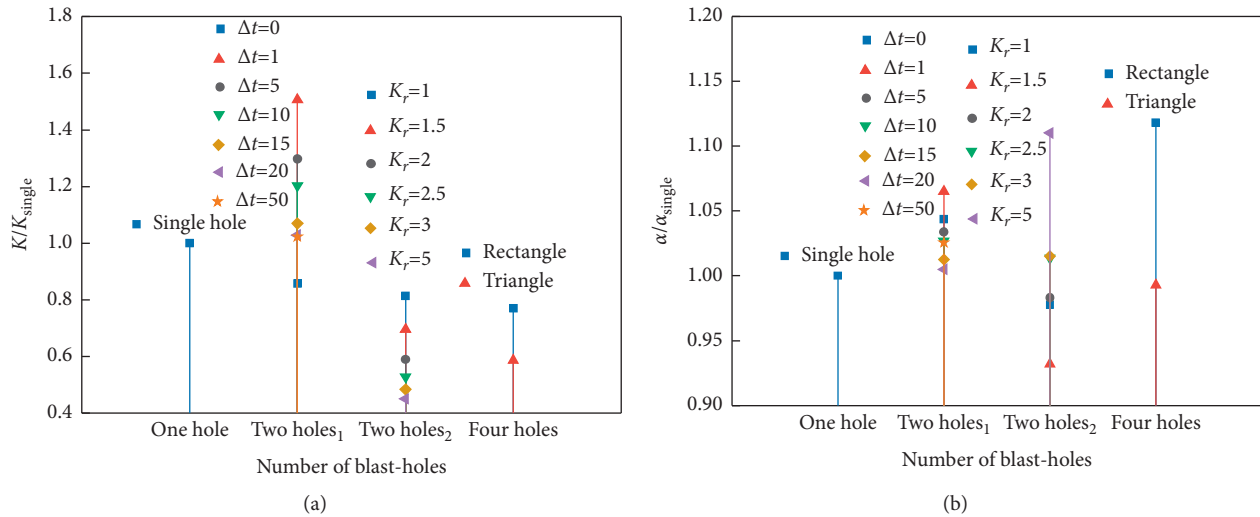 1.8
1.6
1.4
1.2
1.0
0.8
0.6
0.4
K/K_single
Δt=0
Δt=1
Δt=5
Δt=10
Δt=15
Δt=20
Δt=50
K_r=1
K_r=1.5
K_r=2
K_r=2.5
K_r=3
K_r=5
Single hole
Rectangle
Triangle
One hole
Two holes₁
Two holes₂
Four holes
Number of blast-holes
(a)
1.20
1.15
1.10
1.05
1.00
0.95
0.90
α/α_single
Δt=0
Δt=1
Δt=5
Δt=10
Δt=15
Δt=20
Δt=50
K_r=1
K_r=1.5
K_r=2
K_r=2.5
K_r=3
K_r=5
Single hole
Rectangle
Triangle
One hole
Two holes₁
Two holes₂
Four holes
Number of blast-holes
(b)